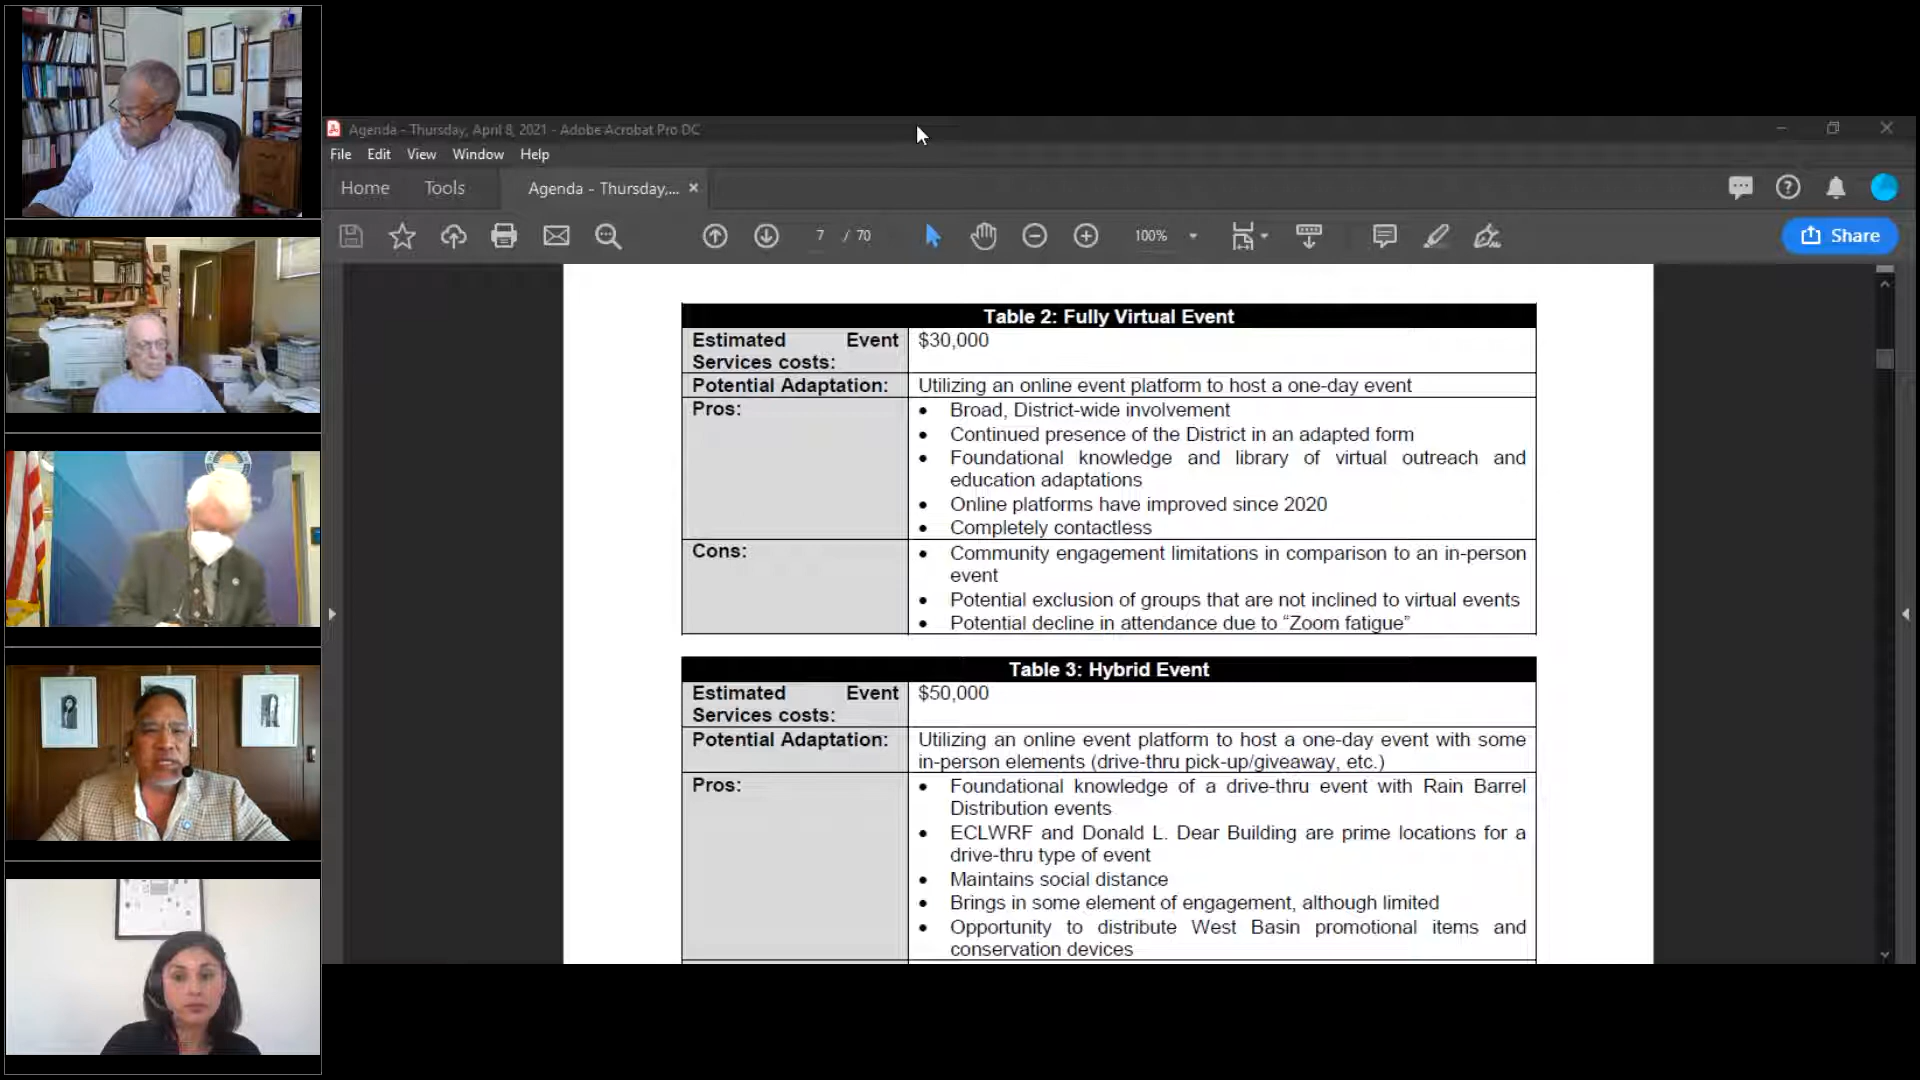 Agenda - Thursday, April 8, 2021 - Adobe Acrobat Pro DC
File Edit View Window Help
Home Tools Agenda - Thursday,... ×
7 / 70 100% Share
Table 2: Fully Virtual Event
Estimated Event $30,000
Services costs:
Potential Adaptation: Utilizing an online event platform to host a one-day event
Pros: • Broad, District-wide involvement
• Continued presence of the District in an adapted form
• Foundational knowledge and library of virtual outreach and
education adaptations
• Online platforms have improved since 2020
• Completely contactless
Cons: • Community engagement limitations in comparison to an in-person
event
• Potential exclusion of groups that are not inclined to virtual events
• Potential decline in attendance due to “Zoom fatigue”
Table 3: Hybrid Event
Estimated Event $50,000
Services costs:
Potential Adaptation: Utilizing an online event platform to host a one-day event with some
in-person elements (drive-thru pick-up/giveaway, etc.)
Pros: • Foundational knowledge of a drive-thru event with Rain Barrel
Distribution events
• ECLWRF and Donald L. Dear Building are prime locations for a
drive-thru type of event
• Maintains social distance
• Brings in some element of engagement, although limited
• Opportunity to distribute West Basin promotional items and
conservation devices